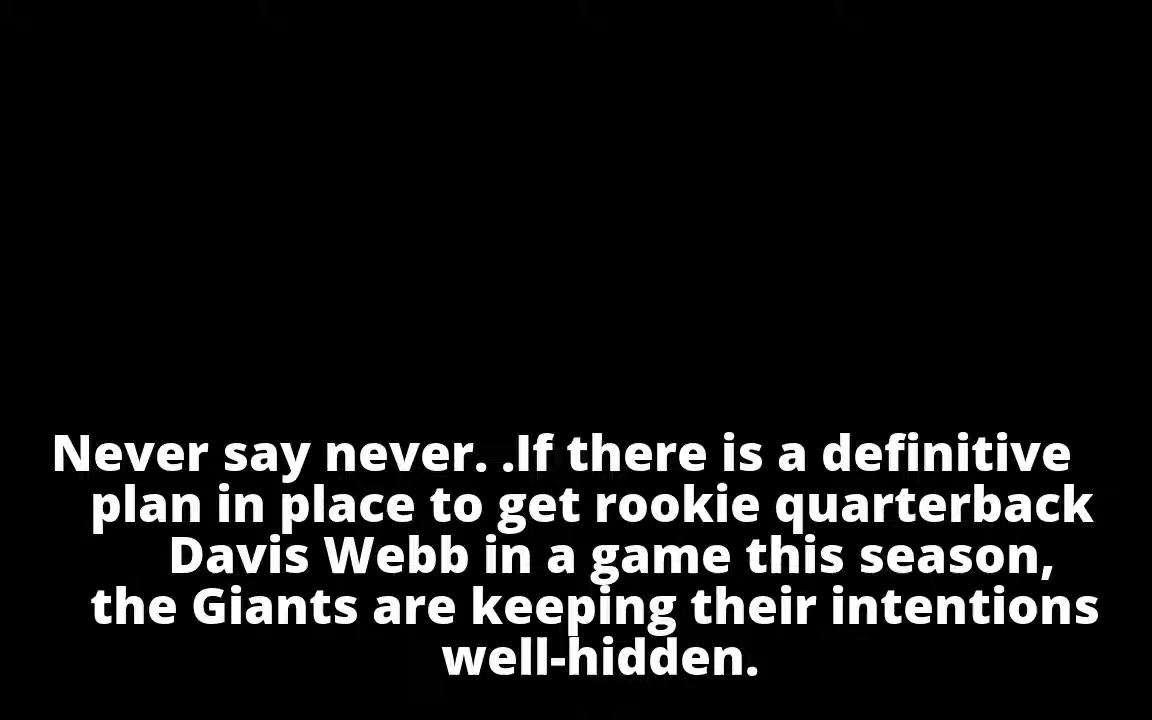 Never say never. .If there is a definitive
plan in place to get rookie quarterback
Davis Webb in a game this season,
the Giants are keeping their intentions
well-hidden.